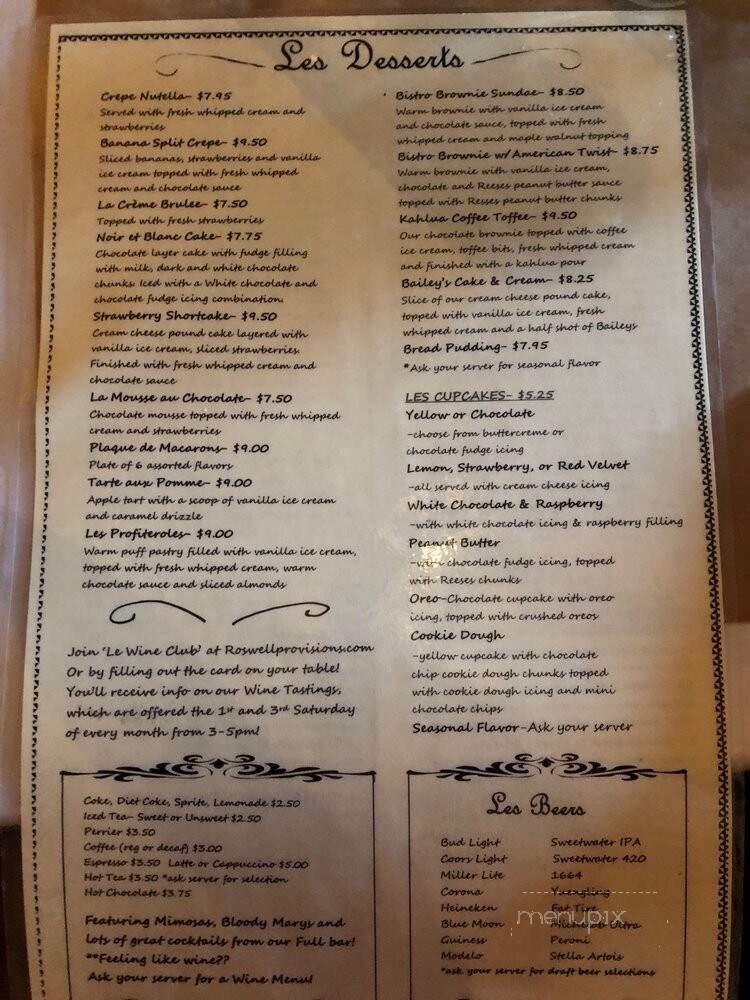 Les Desserts
Crepe Nutella- $7.95
Served with fresh whipped cream and
strawberries
Banana Split Crepe- $9.50
Sliced bananas, strawberries and vanilla
ice cream topped with fresh whipped
cream and chocolate sauce
La Crème Brulee- $7.50
Topped with fresh strawberries
Noir et Blanc Cake- $7.75
Chocolate layer cake with fudge filling
with milk, dark and white chocolate
chunks. Iced with a White chocolate and
chocolate fudge icing combination.
Strawberry Shortcake- $9.50
Cream cheese pound cake layered with
vanilla ice cream, sliced strawberries.
Finished with fresh whipped cream and
chocolate sauce
La Mousse au Chocolate- $7.50
Chocolate mousse topped with fresh whipped
cream and strawberries
Plaque de Macarons- $9.00
Plate of 6 assorted flavors
Tarte aux Pomme- $9.00
Apple tart with a scoop of vanilla ice cream
and caramel drizzle
Les Profiteroles- $9.00
Warm puff pastry filled with vanilla ice cream,
topped with fresh whipped cream, warm
chocolate sauce and sliced almonds
Join 'Le Wine Club' at Roswellprovisions.com
Or by filling out the card on your table!
You'll receive info on our Wine Tastings,
which are offered the 1st and 3rd Saturday
of every month from 3-5pm!
Coke, Diet Coke, Sprite, Lemonade $2.50
Iced Tea- Sweet or Unsweet $2.50
Perrier $3.50
Coffee (reg or decaf) $3.00
Espresso $3.50 Latte or Cappuccino $5.00
Hot Tea $3.50 *ask server for selection
Hot Chocolate $3.75
Featuring Mimosas, Bloody Marys and
lots of great cocktails from our Full bar!
**Feeling like wine??
Ask your server for a Wine Menu!
Bistro Brownie Sundae- $8.50
Warm brownie with vanilla ice cream
and chocolate sauce, topped with fresh
whipped cream and maple walnut topping
Bistro Brownie w/ American Twist- $8.75
Warm brownie with vanilla ice cream,
chocolate and Reeses peanut butter sauce
topped with Reeses peanut butter chunks
Kahlua Coffee Toffee- $9.50
Our chocolate brownie topped with coffee
ice cream, toffee bits, fresh whipped cream
and finished with a kahlua pour
Bailey's Cake & Cream- $8.25
Slice of our cream cheese pound cake,
topped with vanilla ice cream, fresh
whipped cream and a half shot of Baileys
Bread Pudding- $7.95
*Ask your server for seasonal flavor
LES CUPCAKES- $5.25
Yellow or Chocolate
-choose from buttercreme or
chocolate fudge icing
Lemon, Strawberry, or Red Velvet
-all served with cream cheese icing
White Chocolate & Raspberry
-with white chocolate icing & raspberry filling
Peanut Butter
-with chocolate fudge icing, topped
with Reeses chunks
Oreo-Chocolate cupcake with oreo
icing, topped with crushed oreos
Cookie Dough
-yellow cupcake with chocolate
chip cookie dough chunks topped
with cookie dough icing and mini
chocolate chips
Seasonal Flavor-Ask your server
Les Beers
Bud Light Sweetwater IPA
Coors Light Sweetwater 420
Miller Lite 1664
Corona Yuengling
Heineken Fat Tire
Blue Moon Michelob Ultra
Guiness Peroni
Modelo Stella Artois
*ask your server for draft beer selections
menupix